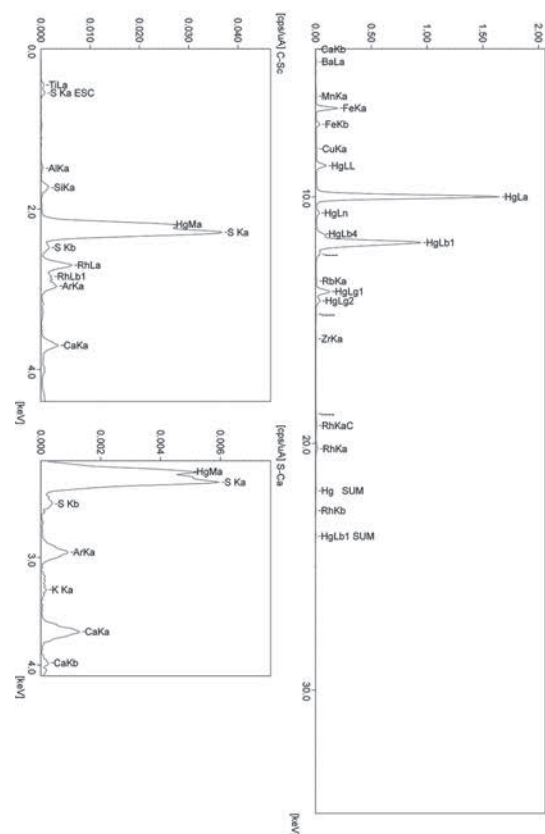 0.000 0.010 0.020 0.030 0.040 [cps/uA] C-Sc
0.0
TiLa
S Ka ESC
AlKa
SiKa
2.0
HgMa
S Ka
S Kb
RhLa
RhLb1
ArKa
CaKa
4.0
[keV]
0.000 0.002 0.004 0.006 [cps/uA] S-Ca
HgMa
S Ka
S Kb
3.0
ArKa
K Ka
CaKa
CaKb
4.0
[keV]
0.00 0.50 1.00 1.50 2.00
CaKb
BaLa
MnKa
FeKa
FeKb
CuKa
HgLL
10.0
HgLa
HgLn
HgLb4
HgLb1
RbKa
HgLg1
HgLg2
ZrKa
RhKaC
20.0
RhKa
Hg SUM
RhKb
HgLb1 SUM
30.0
[keV]